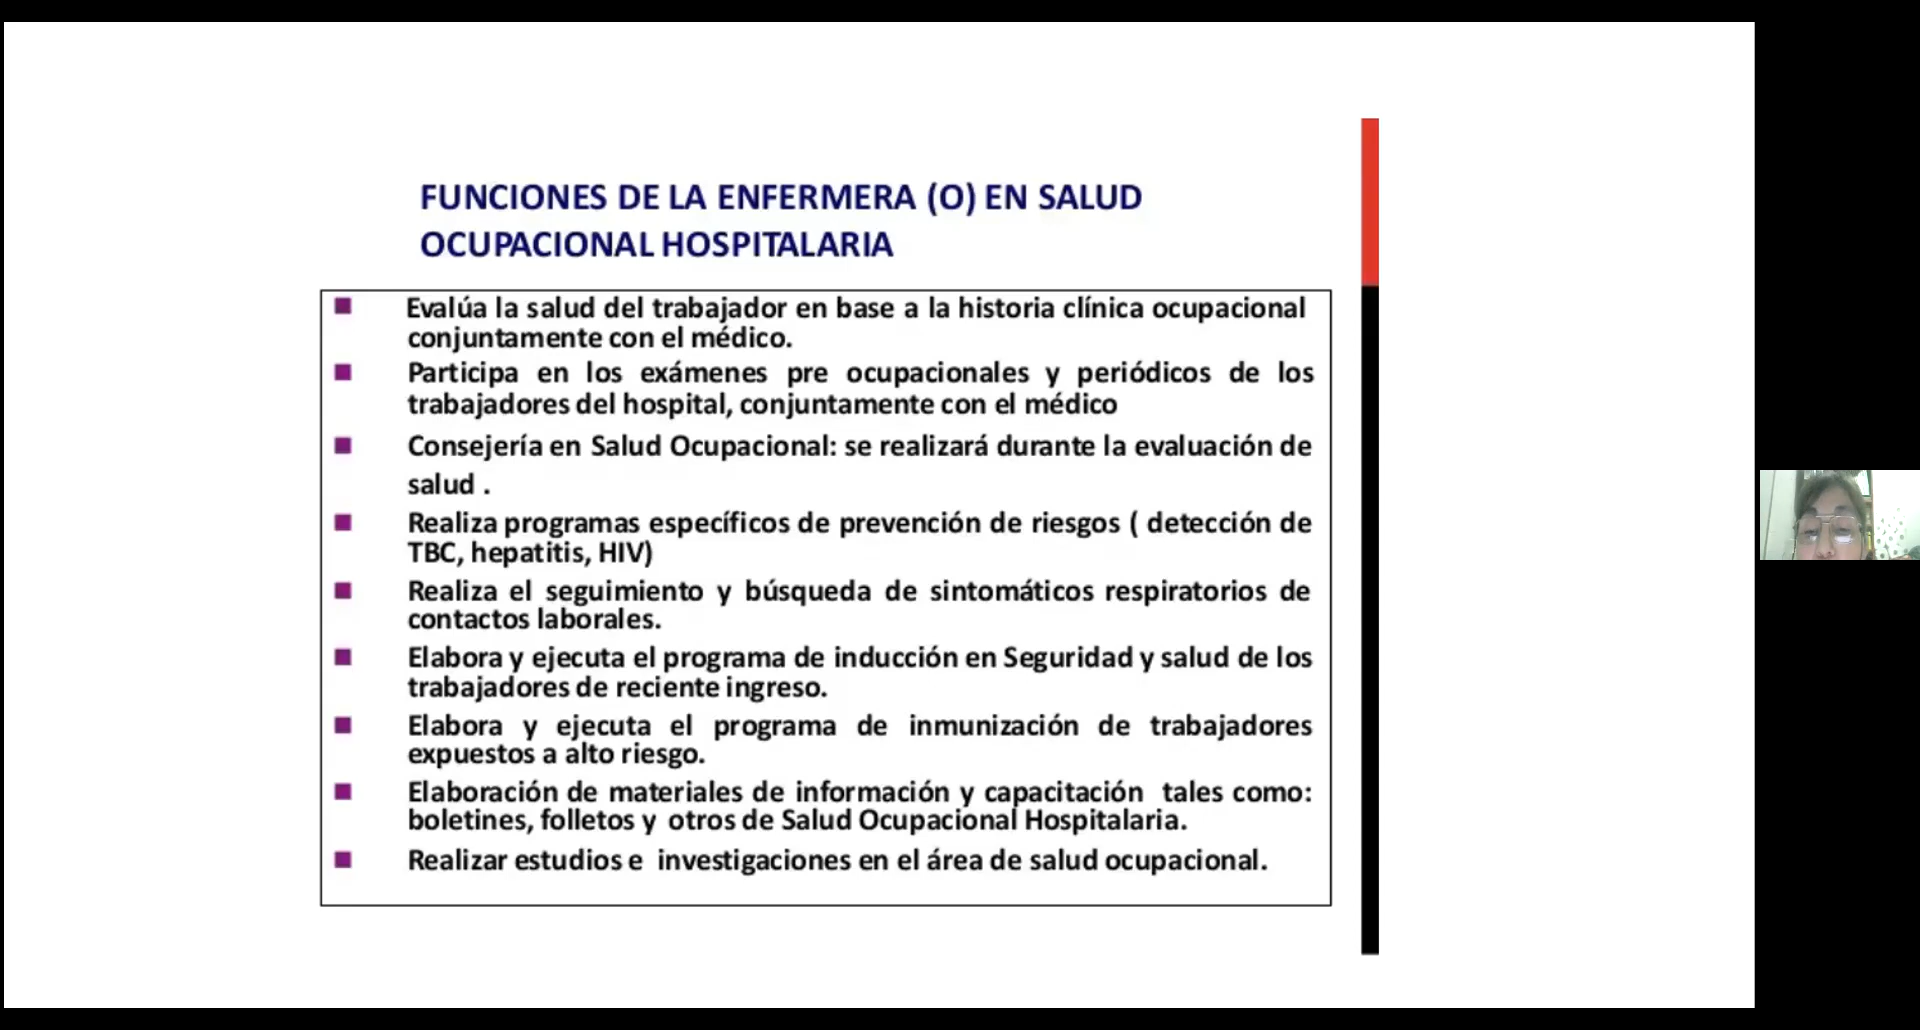 FUNCIONES DE LA ENFERMERA (O) EN SALUD
OCUPACIONAL HOSPITALARIA
Evalúa la salud del trabajador en base a la historia clínica ocupacional
conjuntamente con el médico.
Participa en los exámenes pre ocupacionales y periódicos de los
trabajadores del hospital, conjuntamente con el médico
Consejería en Salud Ocupacional: se realizará durante la evaluación de
salud .
Realiza programas específicos de prevención de riesgos ( detección de
TBC, hepatitis, HIV)
Realiza el seguimiento y búsqueda de sintomáticos respiratorios de
contactos laborales.
Elabora y ejecuta el programa de inducción en Seguridad y salud de los
trabajadores de reciente ingreso.
Elabora y ejecuta el programa de inmunización de trabajadores
expuestos a alto riesgo.
Elaboración de materiales de información y capacitación tales como:
boletines, folletos y otros de Salud Ocupacional Hospitalaria.
Realizar estudios e investigaciones en el área de salud ocupacional.